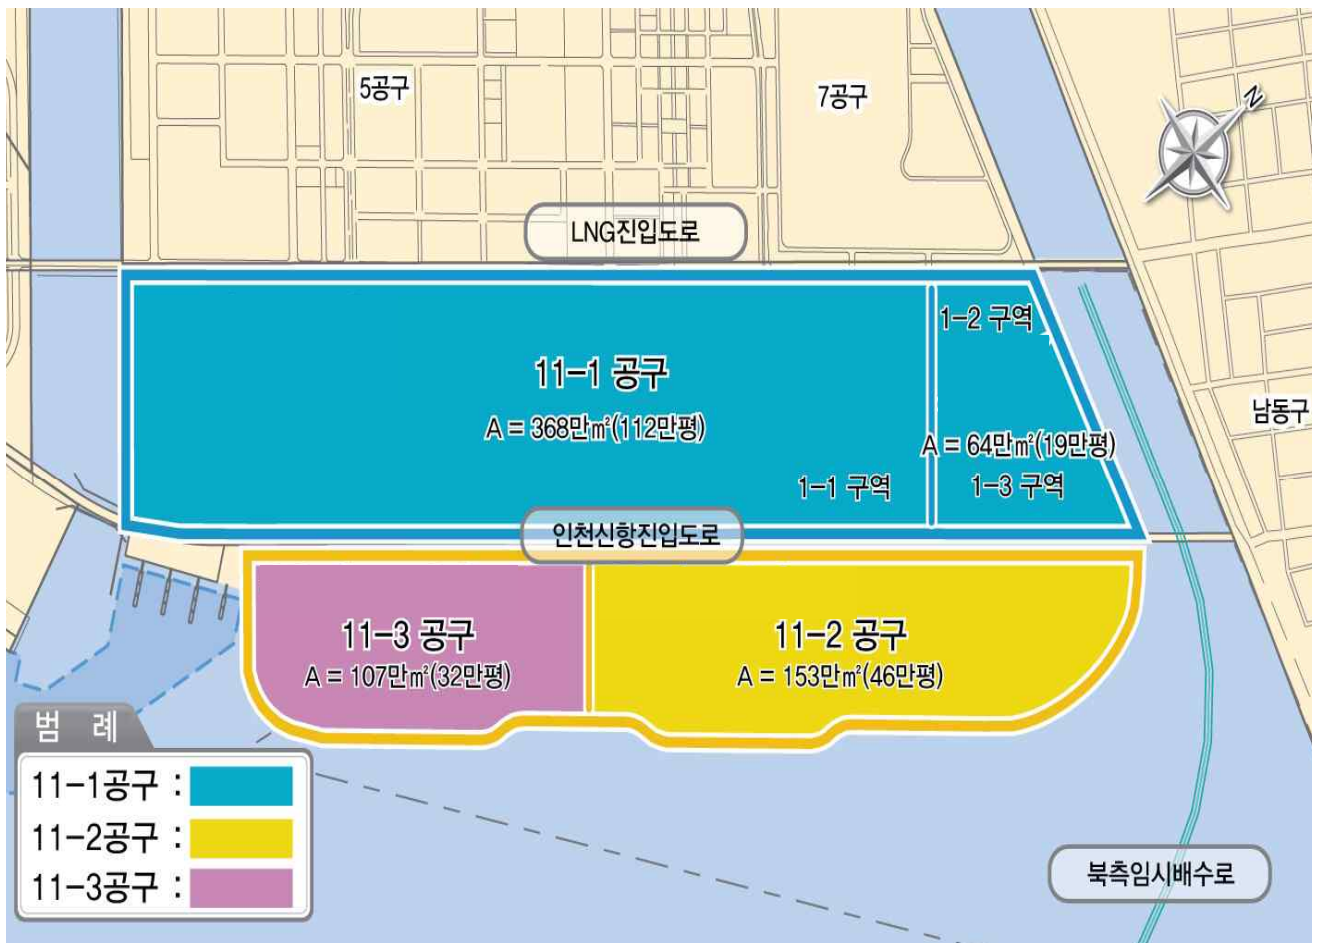 5공구
7공구
N
LNG진입도로
1-2 구역
11-1 공구
A = 368만㎡(112만평)
남동구
A = 64만㎡(19만평)
1-1 구역
1-3 구역
인천신항진입도로
11-3 공구
A = 107만㎡(32만평)
11-2 공구
A = 153만㎡(46만평)
범 례
11-1공구 :
11-2공구 :
11-3공구 :
북측임시배수로